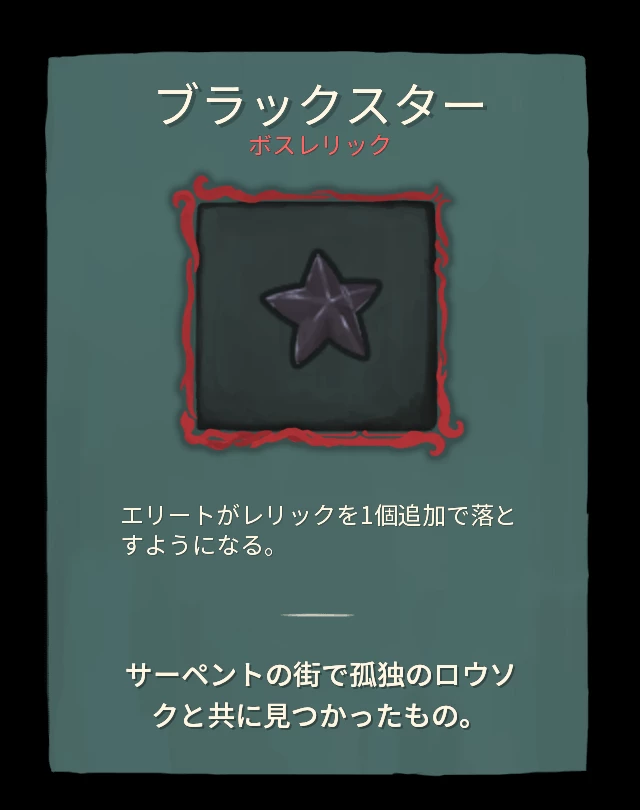 ブラックスター
ボスレリック
エリートがレリックを1個追加で落と
すようになる。
サーペントの街で孤独のロウソ
クと共に見つかったもの。